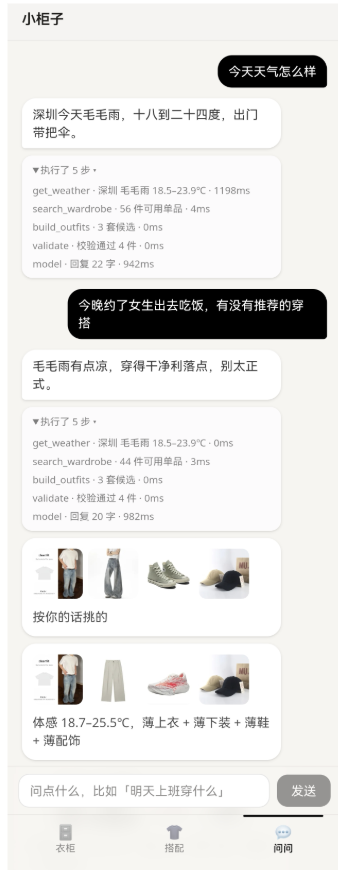 小柜子
今天天气怎么样
深圳今天毛毛雨，十八到二十四度，出门
带把伞。
▼执行了 5 步 •
get_weather · 深圳 毛毛雨 18.5–23.9℃ · 1198ms
search_wardrobe · 56 件可用单品 · 4ms
build_outfits · 3 套候选 · 0ms
validate · 校验通过 4 件 · 0ms
model · 回复 22 字 · 942ms
今晚约了女生出去吃饭，有没有推荐的穿
搭
毛毛雨有点凉，穿得干净利落点，别太正
式。
▼执行了 5 步 •
get_weather · 深圳 毛毛雨 18.5–23.9℃ · 0ms
search_wardrobe · 44 件可用单品 · 3ms
build_outfits · 3 套候选 · 0ms
validate · 校验通过 4 件 · 0ms
model · 回复 20 字 · 982ms
按你的话挑的
体感 18.7–25.5℃，薄上衣 + 薄下装 + 薄鞋
+ 薄配饰
问点什么，比如「明天上班穿什么」
发送
衣柜
搭配
问问